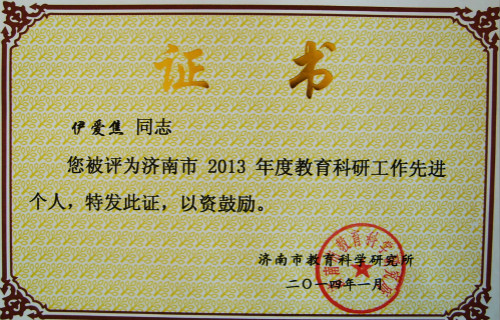 证 书
伊爱焦 同志
您被评为济南市 2013 年度教育科研工作先进
个人，特发此证，以资鼓励。
济南市教育科学研究所
二〇一四年一月